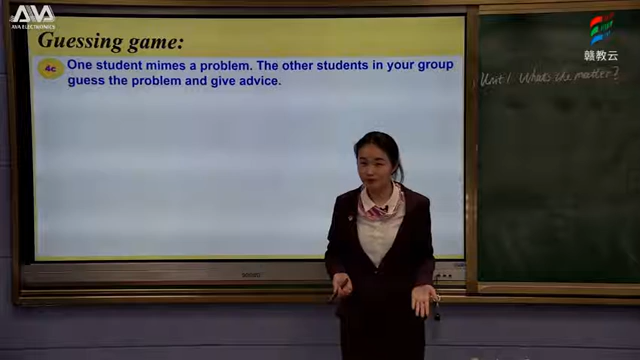 AVA
AVA ELECTRONICS
Guessing game:
4c One student mimes a problem. The other students in your group
guess the problem and give advice.
赣教云
Unit 1 What's the matter?